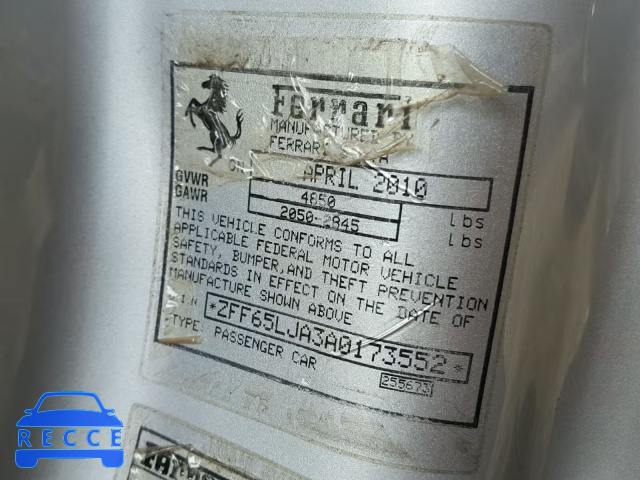 Ferrari
MANUFACTURED
FERRARI
APRIL 2010
GVWR 4850 lbs
GAWR 2050-2945 lbs
THIS VEHICLE CONFORMS TO ALL
APPLICABLE FEDERAL MOTOR VEHICLE
SAFETY, BUMPER, AND THEFT PREVENTION
STANDARDS IN EFFECT ON THE DATE OF
MANUFACTURE SHOWN ABOVE
*ZFF65LJA3A0173552*
TYPE: PASSENGER CAR
255673
RECCE